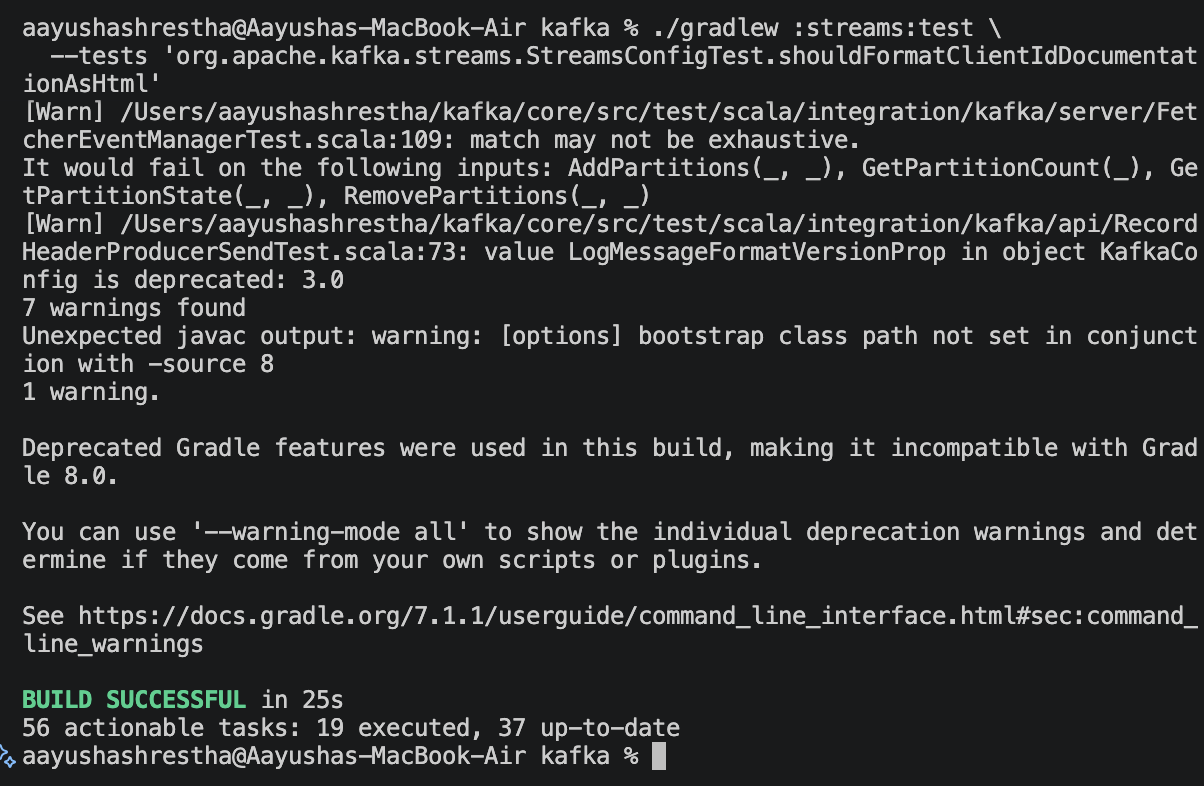 aayushashrestha@Aayushas-MacBook-Air kafka % ./gradlew :streams:test \
  --tests 'org.apache.kafka.streams.StreamsConfigTest.shouldFormatClientIdDocumentat
ionAsHtml'
[Warn] /Users/aayushashrestha/kafka/core/src/test/scala/integration/kafka/server/Fet
cherEventManagerTest.scala:109: match may not be exhaustive.
It would fail on the following inputs: AddPartitions(_, _), GetPartitionCount(_), Ge
tPartitionState(_, _), RemovePartitions(_, _)
[Warn] /Users/aayushashrestha/kafka/core/src/test/scala/integration/kafka/api/Record
HeaderProducerSendTest.scala:73: value LogMessageFormatVersionProp in object KafkaCo
nfig is deprecated: 3.0
7 warnings found
Unexpected javac output: warning: [options] bootstrap class path not set in conjunct
ion with -source 8
1 warning.

Deprecated Gradle features were used in this build, making it incompatible with Grad
le 8.0.

You can use '--warning-mode all' to show the individual deprecation warnings and det
ermine if they come from your own scripts or plugins.

See https://docs.gradle.org/7.1.1/userguide/command_line_interface.html#sec:command_
line_warnings

BUILD SUCCESSFUL in 25s
56 actionable tasks: 19 executed, 37 up-to-date
aayushashrestha@Aayushas-MacBook-Air kafka %